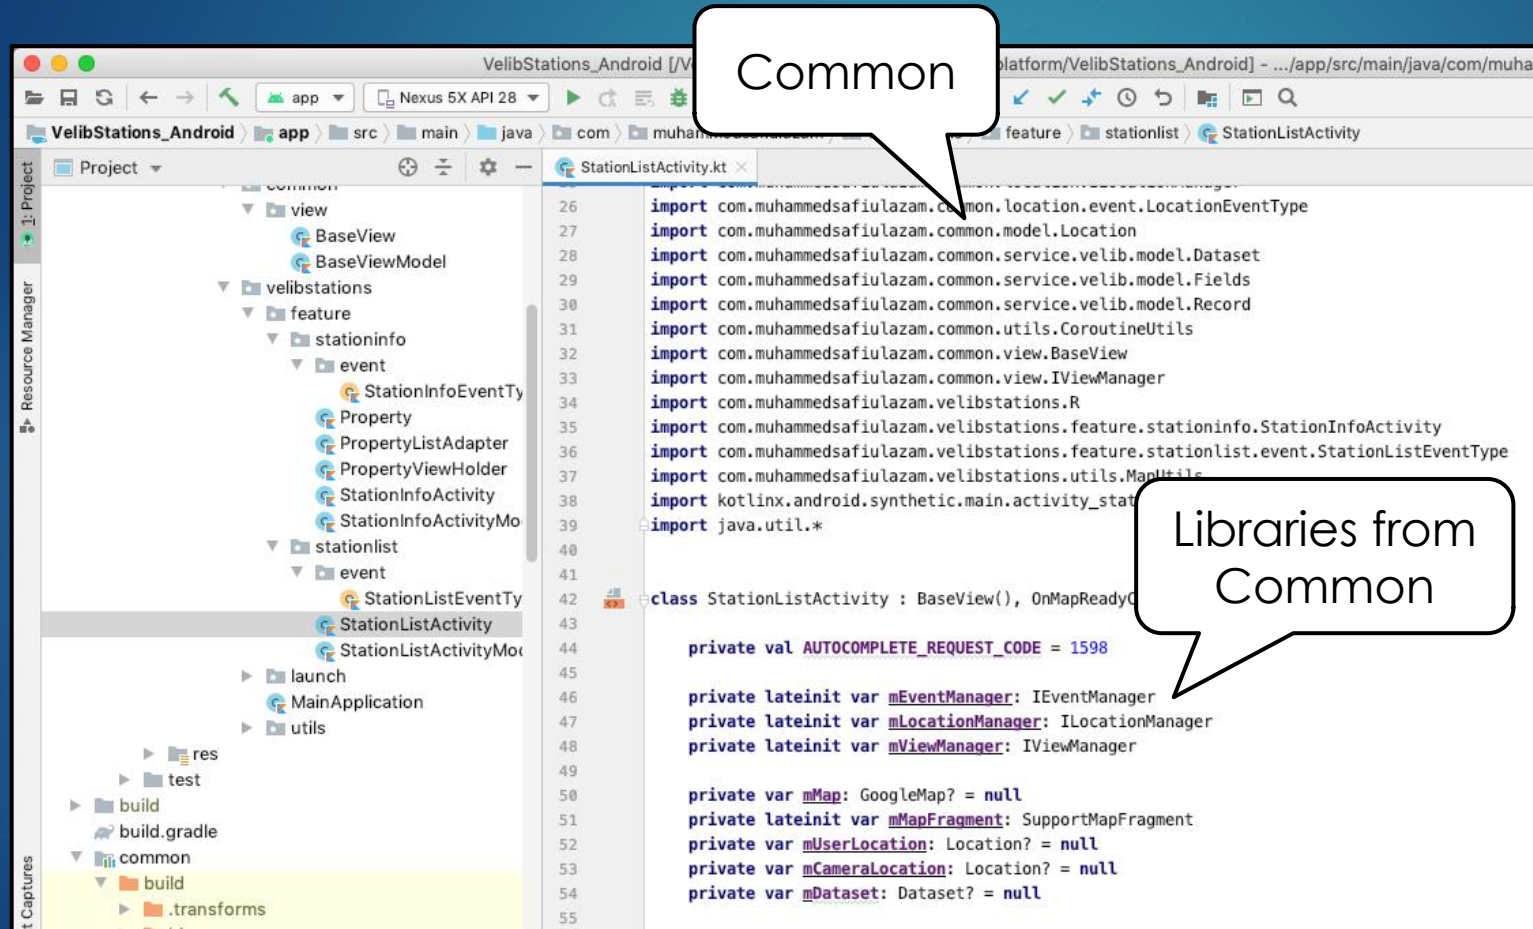 Common
VelibStations_Android [/V
latform/VelibStations_Android] - .../app/src/main/java/com/muha
app
Nexus 5X API 28
VelibStations_Android
app
src
main
java
com
feature
stationlist
StationListActivity
1: Project
Resource Manager
Captures
Project
StationListActivity.kt
common
view
BaseView
BaseViewModel
velibstations
feature
stationinfo
event
StationInfoEventTy
Property
PropertyListAdapter
PropertyViewHolder
StationInfoActivity
StationInfoActivityMo
stationlist
event
StationListEventTy
StationListActivity
StationListActivityMo
launch
MainApplication
utils
res
test
build
build.gradle
common
build
.transforms
26 import com.muhammedsafiulazam.common.location.event.LocationEventType
27 import com.muhammedsafiulazam.common.model.Location
28 import com.muhammedsafiulazam.common.service.velib.model.Dataset
29 import com.muhammedsafiulazam.common.service.velib.model.Fields
30 import com.muhammedsafiulazam.common.service.velib.model.Record
31 import com.muhammedsafiulazam.common.utils.CoroutineUtils
32 import com.muhammedsafiulazam.common.view.BaseView
33 import com.muhammedsafiulazam.common.view.IViewManager
34 import com.muhammedsafiulazam.velibstations.R
35 import com.muhammedsafiulazam.velibstations.feature.stationinfo.StationInfoActivity
36 import com.muhammedsafiulazam.velibstations.feature.stationlist.event.StationListEventType
37 import com.muhammedsafiulazam.velibstations.utils.MapUtils
38 import kotlinx.android.synthetic.main.activity_stat
39 import java.util.*
40
41
42 class StationListActivity : BaseView(), OnMapReadyC
43
44 private val AUTOCOMPLETE_REQUEST_CODE = 1598
45
46 private lateinit var mEventManager: IEventManager
47 private lateinit var mLocationManager: ILocationManager
48 private lateinit var mViewManager: IViewManager
49
50 private var mMap: GoogleMap? = null
51 private lateinit var mMapFragment: SupportMapFragment
52 private var mUserLocation: Location? = null
53 private var mCameraLocation: Location? = null
54 private var mDataset: Dataset? = null
55
Libraries from
Common